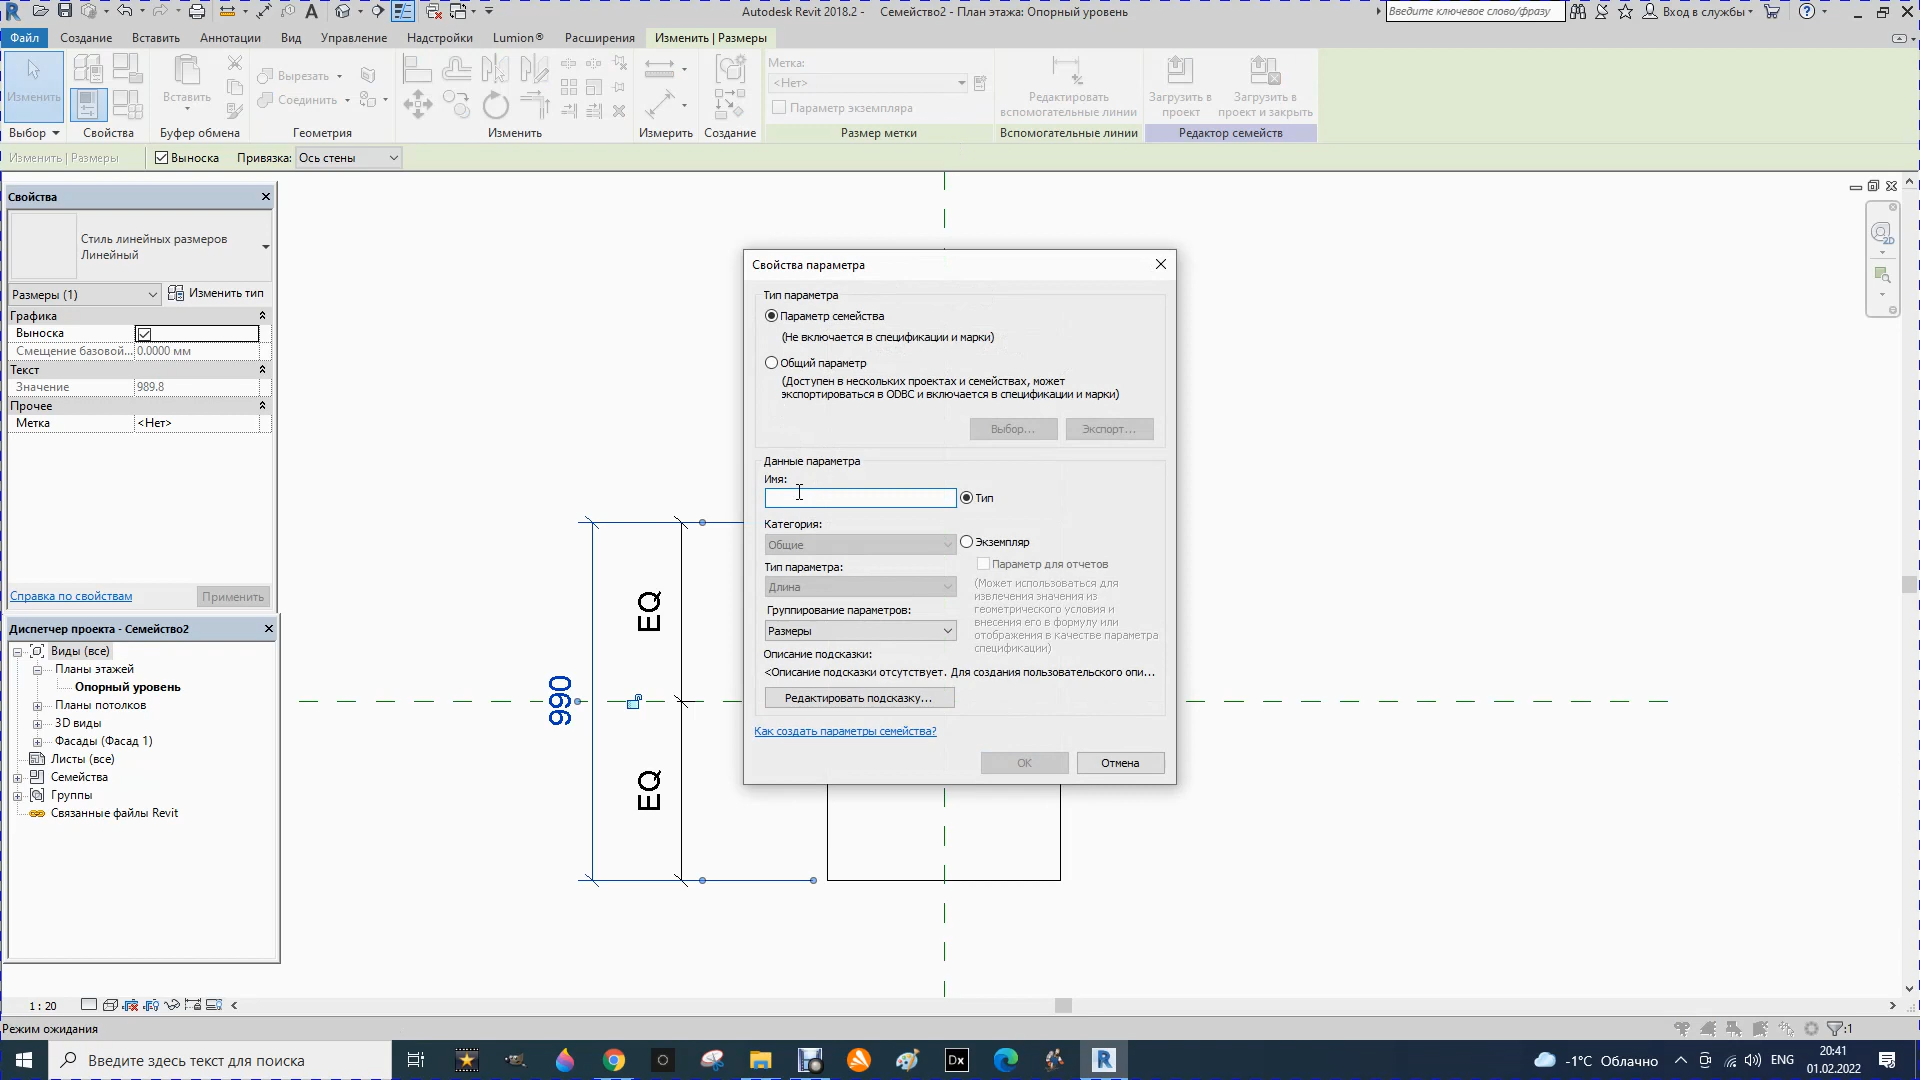 Autodesk Revit 2018.2 - Семейство2 - План этажа: Опорный уровень
Введите ключевое слово/фразу
Вход в службы
Файл
Создание
Вставить
Аннотации
Вид
Управление
Надстройки
Lumion®
Расширения
Изменить | Размеры
Изменить
Вставить
Вырезать
Соединить
Метка:
<Нет>
Параметр экземпляра
Редактировать
вспомогательные линии
Загрузить в
проект
Загрузить в
проект и закрыть
Выбор
Свойства
Буфер обмена
Геометрия
Изменить
Измерить
Создание
Размер метки
Вспомогательные линии
Редактор семейств
Изменить | Размеры
Выноска
Привязка:
Ось стены
Свойства
Стиль линейных размеров
Линейный
Размеры (1)
Изменить тип
Графика
Выноска
Смещение базовой...
0.0000 мм
Текст
Значение
989.8
Прочее
Метка
<Нет>
Справка по свойствам
Применить
Диспетчер проекта - Семейство2
Виды (все)
Планы этажей
Опорный уровень
Планы потолков
3D виды
Фасады (Фасад 1)
Листы (все)
Семейства
Группы
Связанные файлы Revit
990
EQ
EQ
2D
Свойства параметра
Тип параметра
Параметр семейства
(Не включается в спецификации и марки)
Общий параметр
(Доступен в нескольких проектах и семействах, может
экспортироваться в ODBC и включается в спецификации и марки)
Выбор...
Экспорт...
Данные параметра
Имя:
Тип
Категория:
Общие
Экземпляр
Параметр для отчетов
Тип параметра:
Длина
(Может использоваться для
извлечения значения из
геометрического условия и
внесения его в формулу или
отображения в качестве параметра
спецификации)
Группирование параметров:
Размеры
Описание подсказки:
<Описание подсказки отсутствует. Для создания пользовательского опи...
Редактировать подсказку...
Как создать параметры семейства?
OK
Отмена
1 : 20
Режим ожидания
:1
Введите здесь текст для поиска
Dx
-1°C Облачно
ENG
20:41
01.02.2022